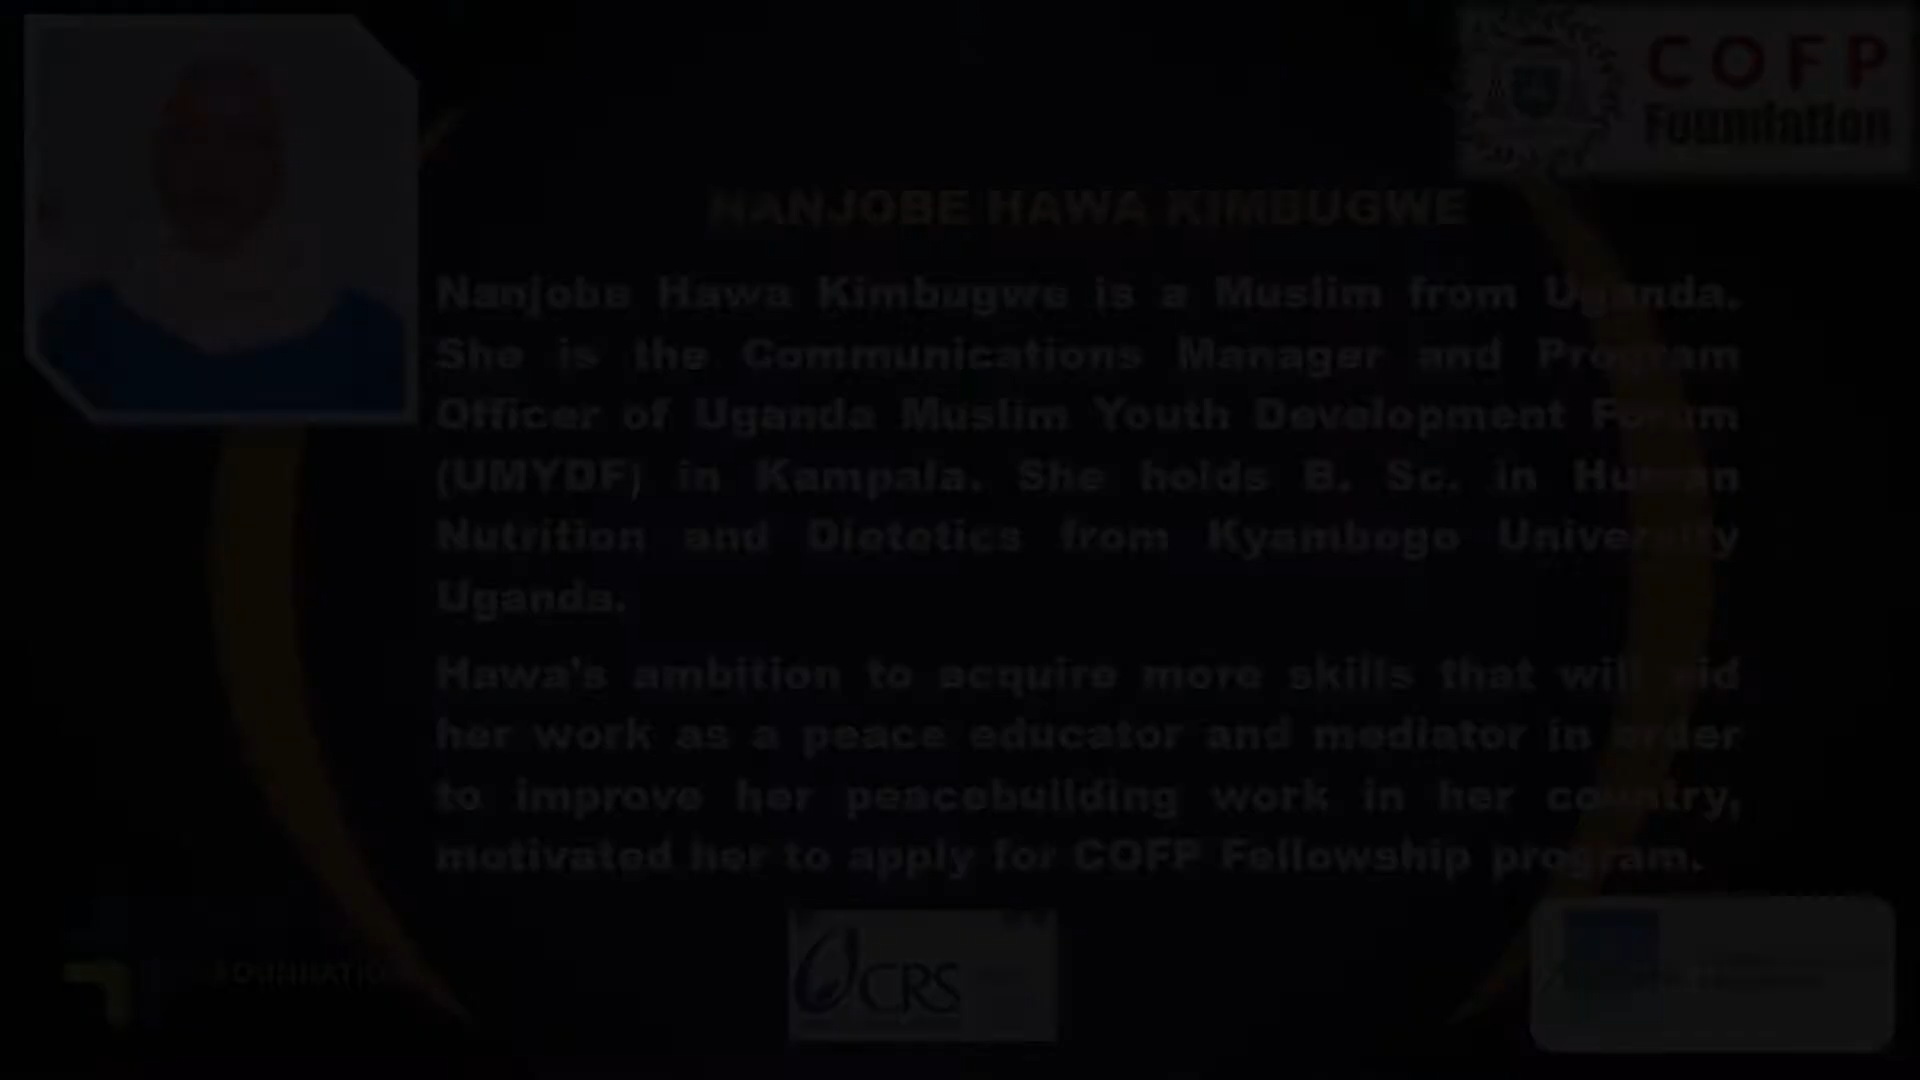 COFP
Foundation
NANJOBE HAWA KIMBUGWE
Nanjobe Hawa Kimbugwe is a Muslim from Uganda.
She is the Communications Manager and Program
Officer of Uganda Muslim Youth Development Forum
(UMYDF) in Kampala. She holds B. Sc. in Human
Nutrition and Dietetics from Kyambogo University
Uganda.
Hawa's ambition to acquire more skills that will aid
her work as a peace educator and mediator in order
to improve her peacebuilding work in her country,
motivated her to apply for COFP Fellowship program.
FOUNDATION
CRS